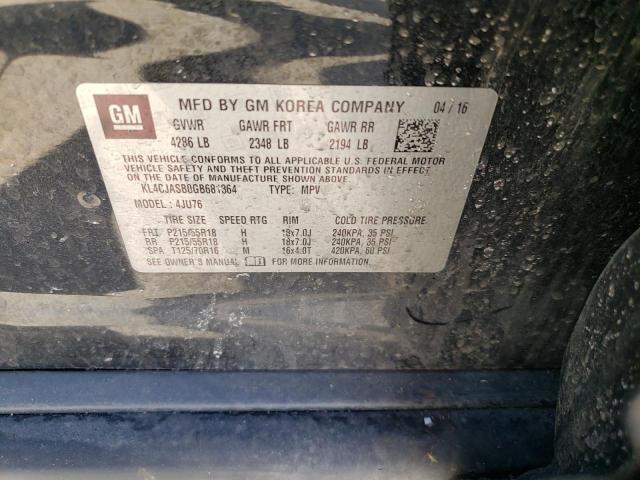 GM
MFD BY GM KOREA COMPANY 04/16
GVWR GAWR FRT GAWR RR
4286 LB 2348 LB 2194 LB
THIS VEHICLE CONFORMS TO ALL APPLICABLE U.S. FEDERAL MOTOR
VEHICLE SAFETY AND THEFT PREVENTION STANDARDS IN EFFECT
ON THE DATE OF MANUFACTURE SHOWN ABOVE.
TYPE: MPV
MODEL: 4JU76
TIRE SIZE SPEED RTG RIM COLD TIRE PRESSURE
FRT P215/55R18 H 18x7.0J 240KPA, 35 PSI
RR P215/55R18 H 18x7.0J 240KPA, 35 PSI
SPA T125/70R16 M 16x4.0T 420KPA, 60 PSI
SEE OWNER'S MANUAL FOR MORE INFORMATION.